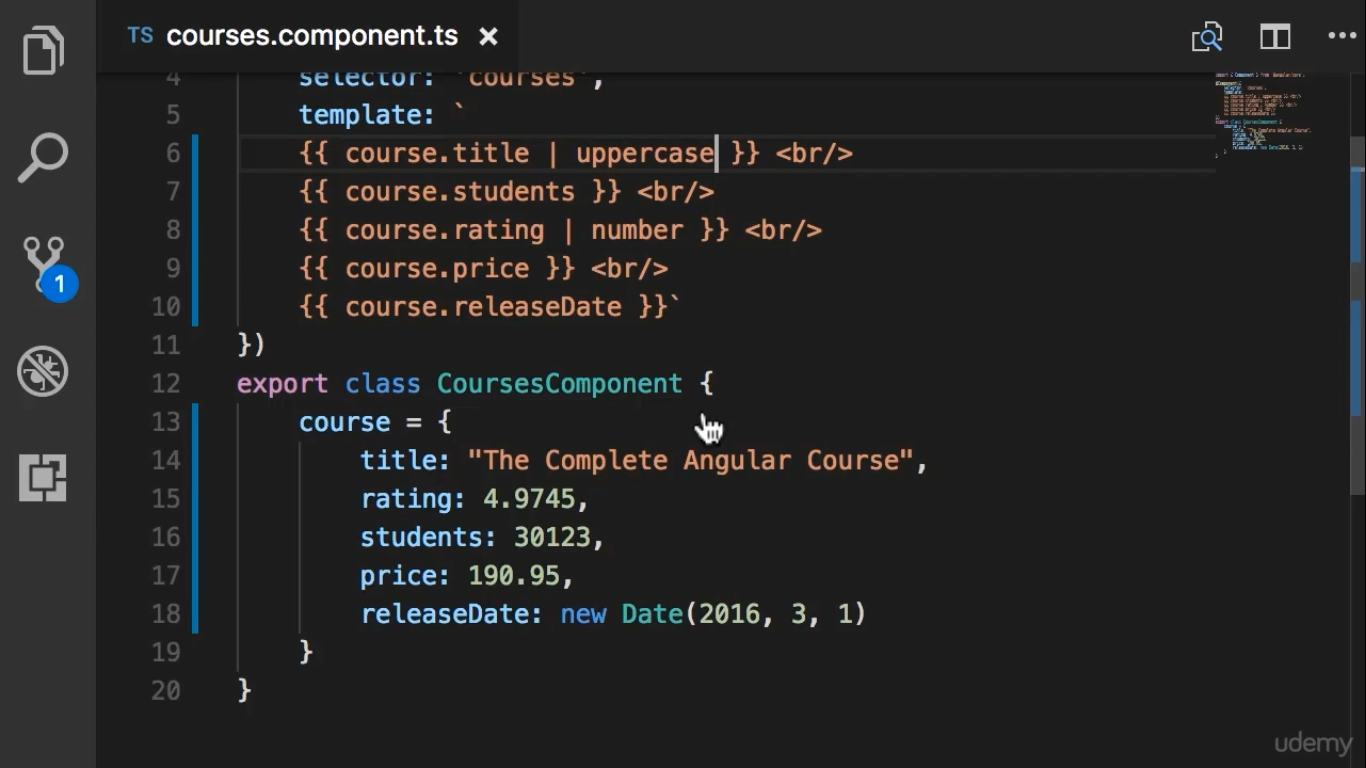 TS courses.component.ts
4 selector: 'courses',
5 template: `
6 {{ course.title | uppercase }} <br/>
7 {{ course.students }} <br/>
8 {{ course.rating | number }} <br/>
9 {{ course.price }} <br/>
10 {{ course.releaseDate }}`
11 })
12 export class CoursesComponent {
13 course = {
14 title: "The Complete Angular Course",
15 rating: 4.9745,
16 students: 30123,
17 price: 190.95,
18 releaseDate: new Date(2016, 3, 1)
19 }
20 }
1
udemy